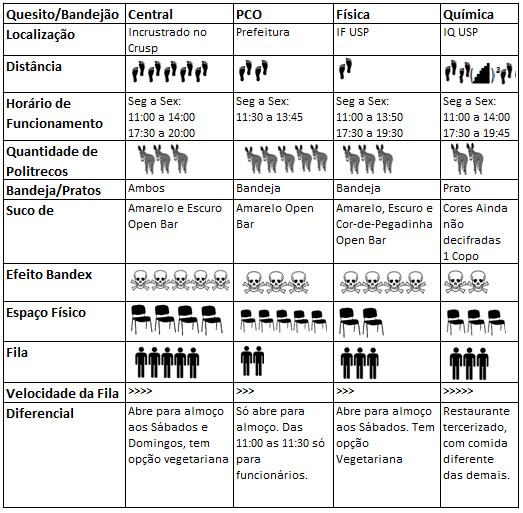 Quesito/Bandejão Central PCO Física Química
Localização Incrustrado no Crusp Prefeitura IF USP IQ USP
Distância ( )²
Horário de Funcionamento
Seg a Sex:
11:00 a 14:00
17:30 a 20:00
Seg a Sex:
11:30 a 13:45
Seg a Sex:
11:00 a 13:50
17:30 a 19:30
Seg a Sex:
11:00 a 14:00
17:30 a 19:45
Quantidade de
Politrecos
Bandeja/Pratos Ambos Bandeja Bandeja Prato
Suco de
Amarelo e Escuro
Open Bar
Amarelo Open
Bar
Amarelo, Escuro e
Cor-de-Pegadinha
Open Bar
Cores Ainda
não
decifradas
1 Copo
Efeito Bandex
Espaço Físico
Fila
Velocidade da Fila >>>> >>> >>> >>>>>
Diferencial
Abre para almoço
aos Sábados e
Domingos, tem
opção vegetariana
Só abre para
almoço. Das
11:00 as 11:30 só
para
funcionários.
Abre para almoço
aos Sábados. Tem
opção
Vegetariana
Restaurante
tercerizado,
com comida
diferente
das demais.